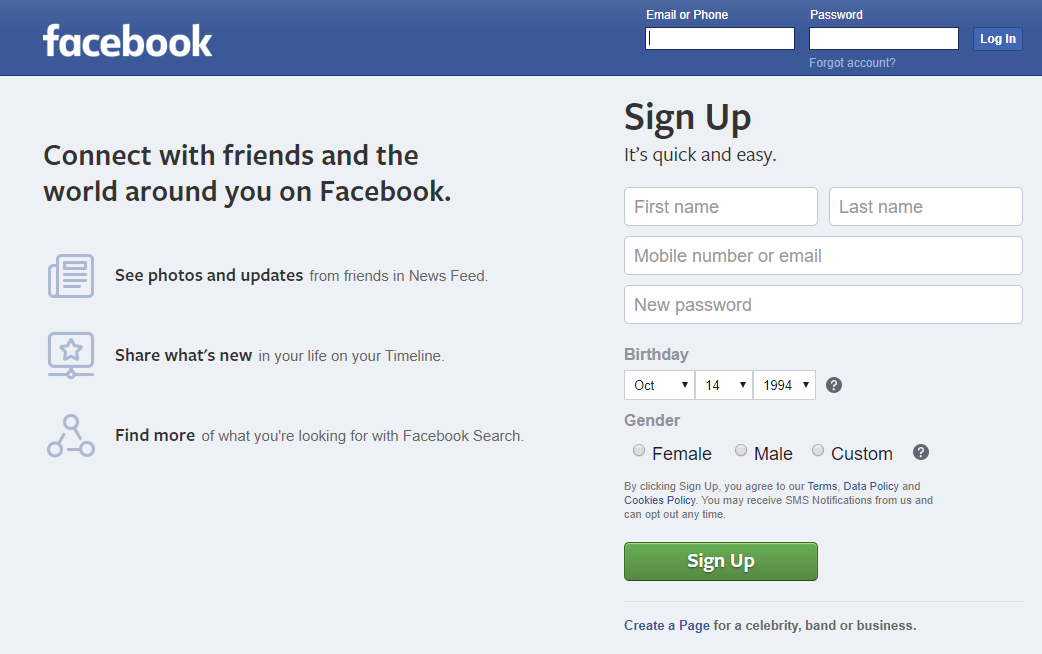 facebook
Email or Phone
Password
Log In
Forgot account?
Connect with friends and the
world around you on Facebook.
See photos and updates from friends in News Feed.
Share what's new in your life on your Timeline.
Find more of what you're looking for with Facebook Search.
Sign Up
It's quick and easy.
First name
Last name
Mobile number or email
New password
Birthday
Oct 14 1994 ?
Gender
Female Male Custom ?
By clicking Sign Up, you agree to our Terms, Data Policy and
Cookies Policy. You may receive SMS Notifications from us and
can opt out any time.
Sign Up
Create a Page for a celebrity, band or business.